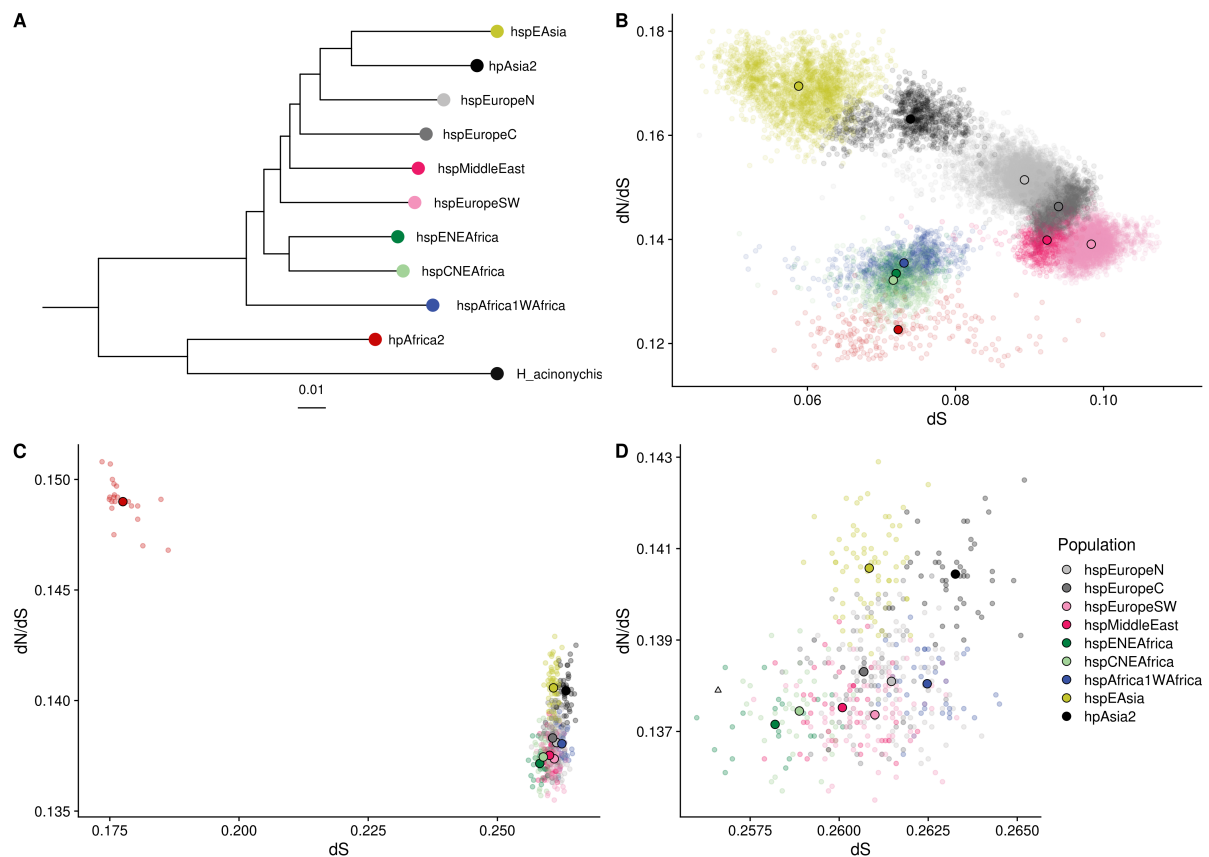 A
hspEAsia
hpAsia2
hspEuropeN
hspEuropeC
hspMiddleEast
hspEuropeSW
hspENEAfrica
hspCNEAfrica
hspAfrica1WAfrica
hpAfrica2
H_acinonychis
0.01
B
0.18
0.16
0.14
0.12
dN/dS
0.06 0.08 0.10
dS
C
0.150
0.145
0.140
0.135
dN/dS
0.175 0.200 0.225 0.250
dS
D
0.143
0.141
0.139
0.137
dN/dS
0.2575 0.2600 0.2625 0.2650
dS
Population
hspEuropeN
hspEuropeC
hspEuropeSW
hspMiddleEast
hspENEAfrica
hspCNEAfrica
hspAfrica1WAfrica
hspEAsia
hpAsia2